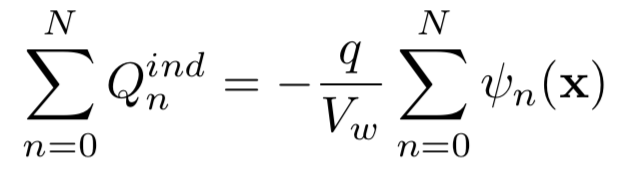 \sum_{n=0}^{N} Q_n^{ind} = -\frac{q}{V_w} \sum_{n=0}^{N} \psi_n(\mathbf{x})